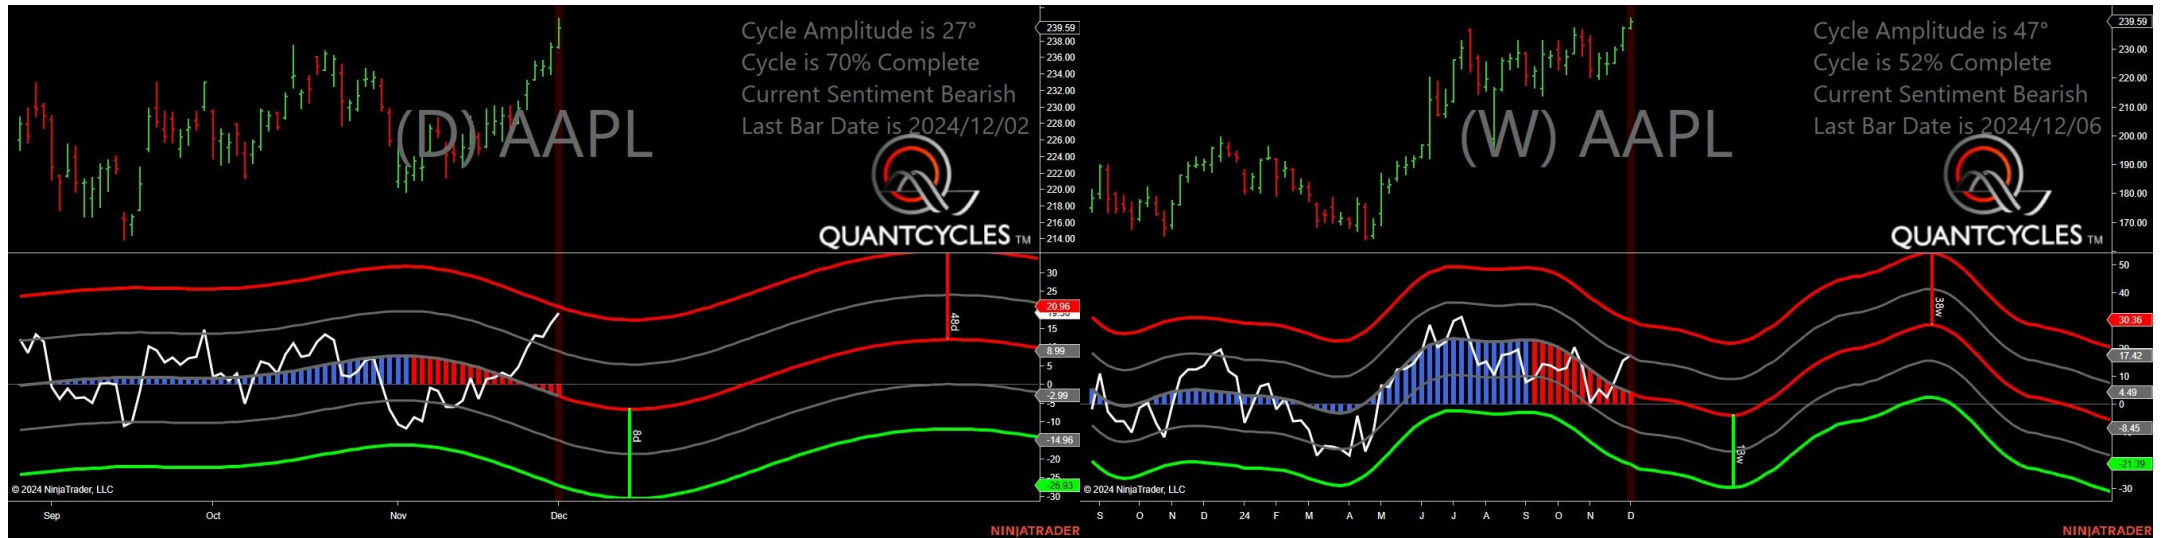 Cycle Amplitude is 27°
Cycle is 70% Complete
Current Sentiment Bearish
Last Bar Date is 2024/12/02
(D) AAPL
QUANTCYCLES TM
239.59
238.00
236.00
234.00
232.00
230.00
228.00
226.00
224.00
222.00
220.00
218.00
216.00
214.00
30
25
20.96
15
8.99
5
0
-2.99
-5
-10
-14.96
-20
-25
-26.93
-30
48d
8d
© 2024 NinjaTrader, LLC
Sep Oct Nov Dec
NINJATRADER
Cycle Amplitude is 47°
Cycle is 52% Complete
Current Sentiment Bearish
Last Bar Date is 2024/12/06
(W) AAPL
QUANTCYCLES TM
239.59
230.00
220.00
210.00
200.00
190.00
180.00
170.00
50
40
30.36
20
17.42
10
4.49
0
-8.45
-21.39
-30
38w
13w
© 2024 NinjaTrader, LLC
S O N D 24 F M A M J J A S O N D
NINJATRADER